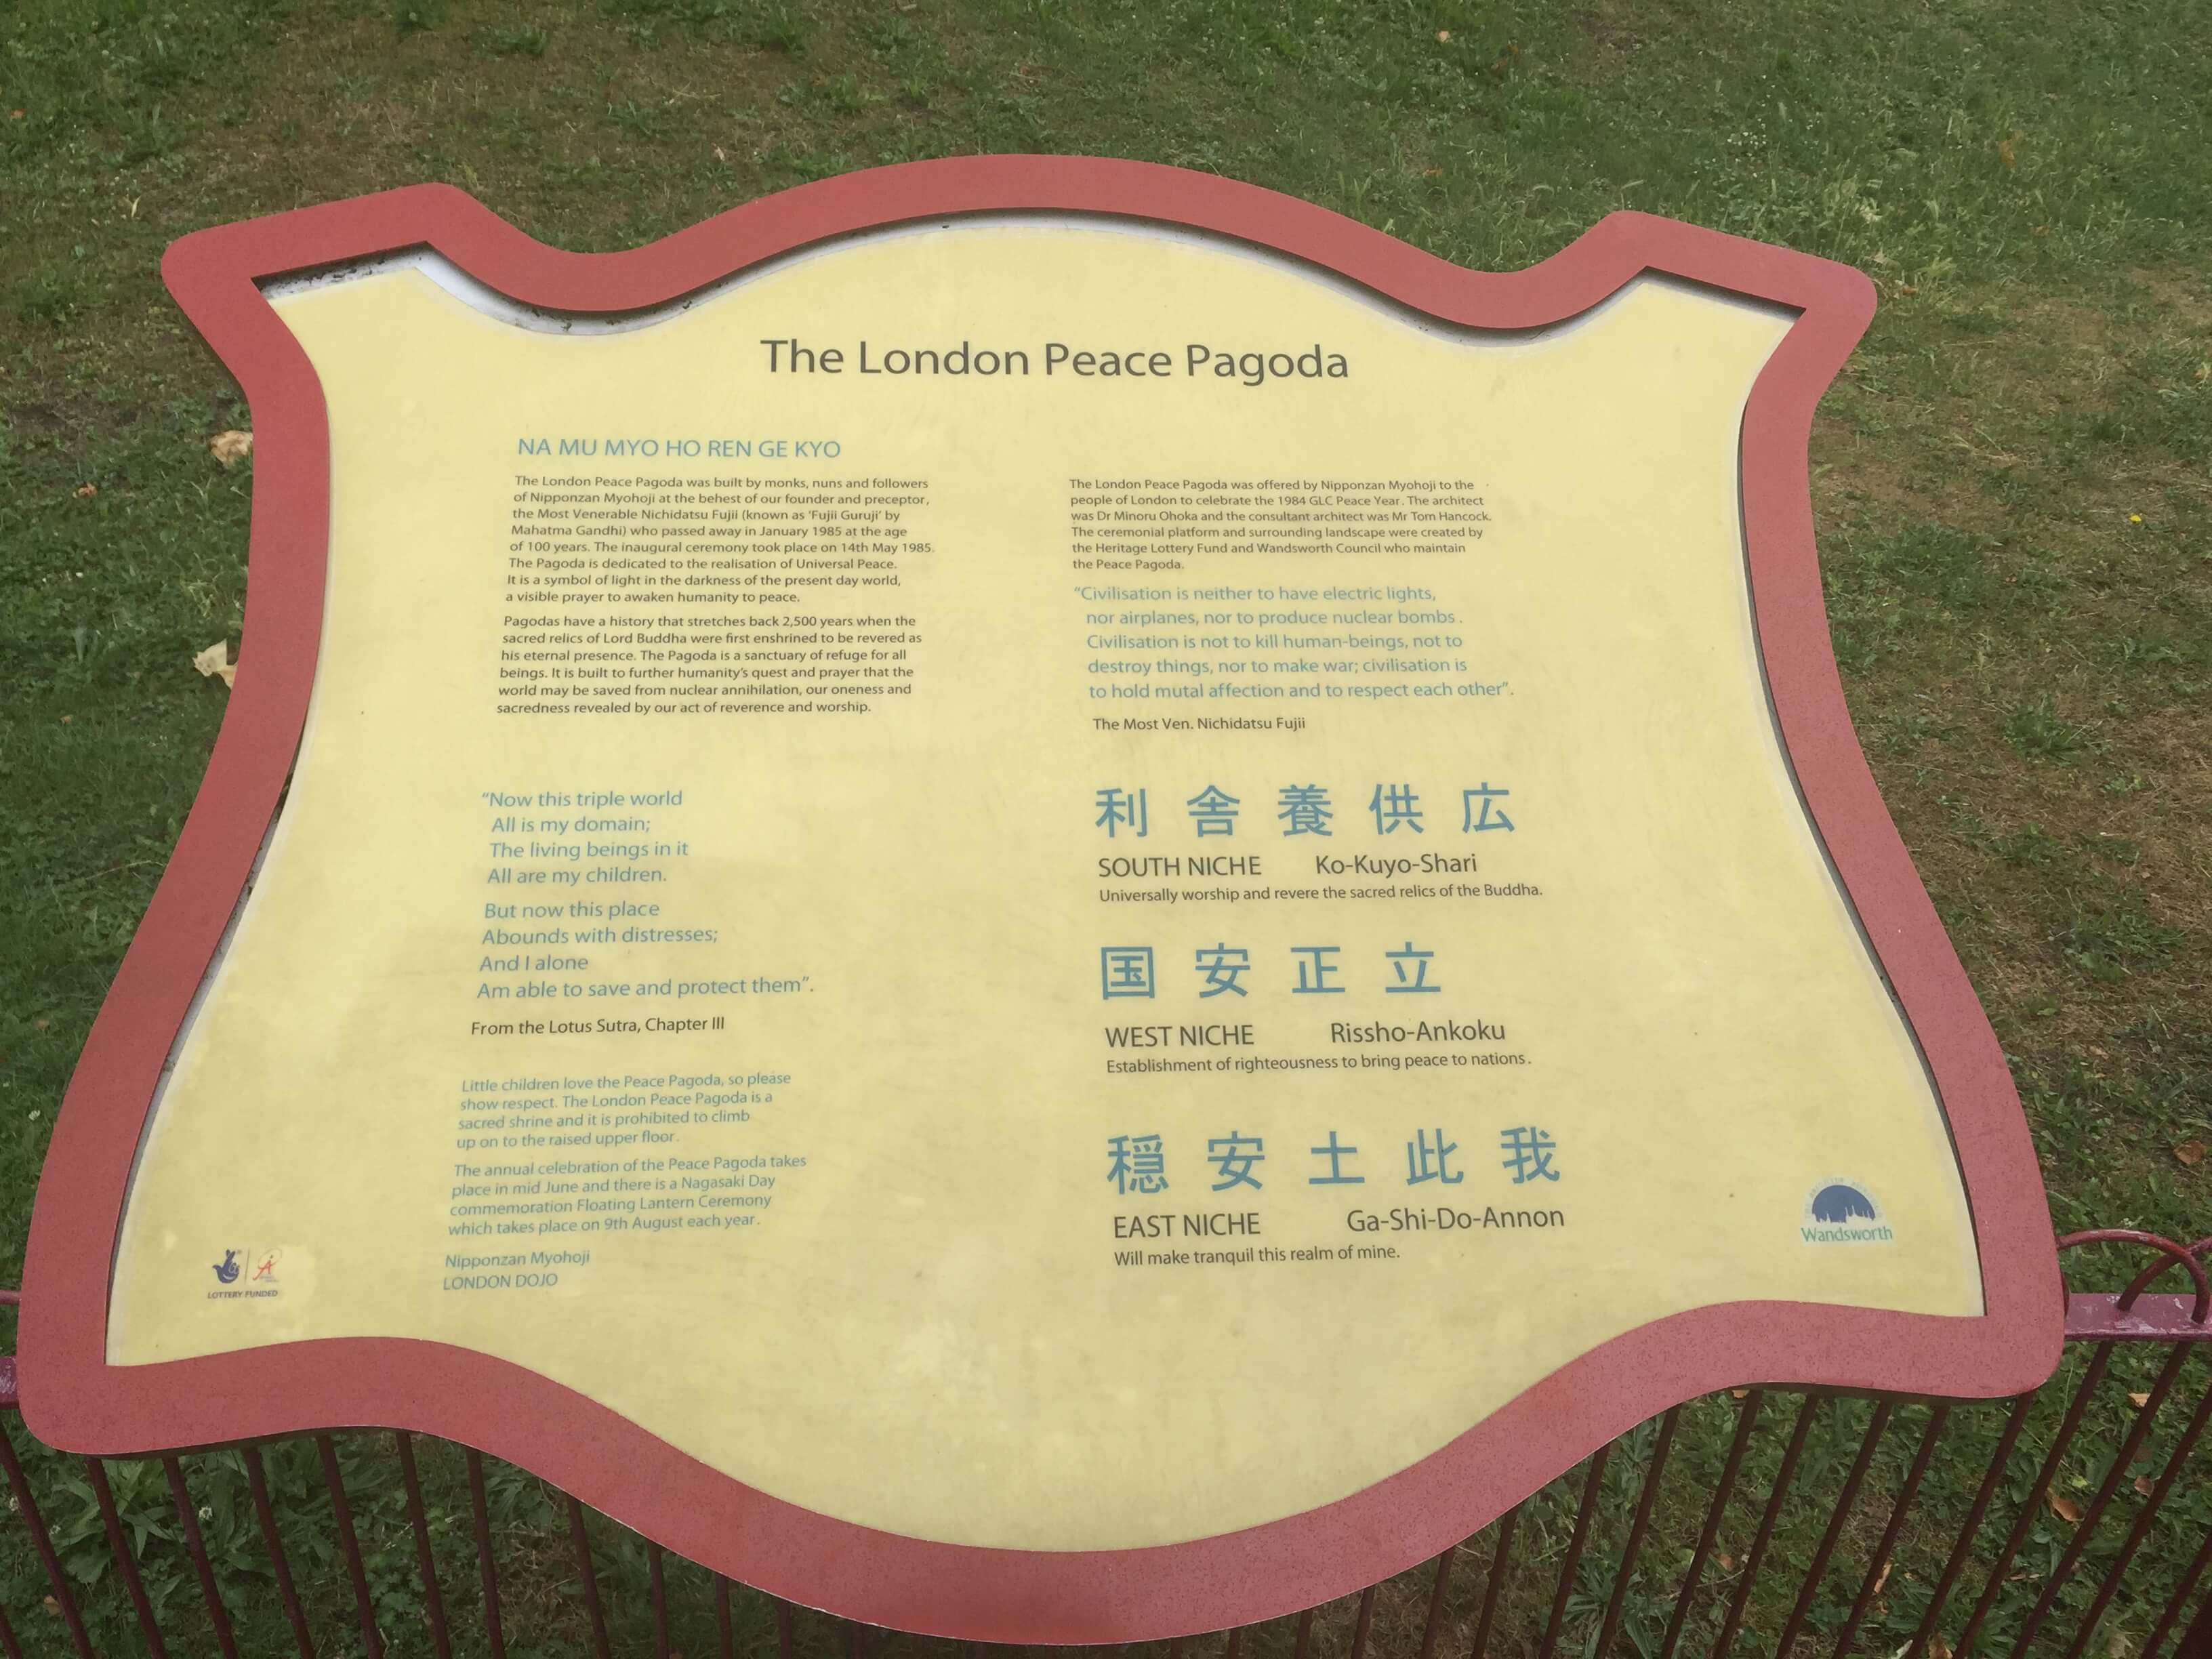 The London Peace Pagoda
NA MU MYO HO REN GE KYO
The London Peace Pagoda was built by monks, nuns and followers
of Nipponzan Myohoji at the behest of our founder and preceptor,
the Most Venerable Nichidatsu Fujii (known as 'Fujii Guruji' by
Mahatma Gandhi) who passed away in January 1985 at the age
of 100 years. The inaugural ceremony took place on 14th May 1985.
The Pagoda is dedicated to the realisation of Universal Peace.
It is a symbol of light in the darkness of the present day world,
a visible prayer to awaken humanity to peace.
Pagodas have a history that stretches back 2,500 years when the
sacred relics of Lord Buddha were first enshrined to be revered as
his eternal presence. The Pagoda is a sanctuary of refuge for all
beings. It is built to further humanity's quest and prayer that the
world may be saved from nuclear annihilation, our oneness and
sacredness revealed by our act of reverence and worship.
"Now this triple world
All is my domain;
The living beings in it
All are my children.
But now this place
Abounds with distresses;
And I alone
Am able to save and protect them".
From the Lotus Sutra, Chapter III
Little children love the Peace Pagoda, so please
show respect. The London Peace Pagoda is a
sacred shrine and it is prohibited to climb
up on to the raised upper floor.
The annual celebration of the Peace Pagoda takes
place in mid June and there is a Nagasaki Day
commemoration Floating Lantern Ceremony
which takes place on 9th August each year.
Nipponzan Myohoji
LONDON DOJO
LOTTERY FUNDED
The London Peace Pagoda was offered by Nipponzan Myohoji to the
people of London to celebrate the 1984 GLC Peace Year. The architect
was Dr Minoru Ohoka and the consultant architect was Mr Tom Hancock.
The ceremonial platform and surrounding landscape were created by
the Heritage Lottery Fund and Wandsworth Council who maintain
the Peace Pagoda.
"Civilisation is neither to have electric lights,
nor airplanes, nor to produce nuclear bombs.
Civilisation is not to kill human-beings, not to
destroy things, nor to make war; civilisation is
to hold mutal affection and to respect each other".
The Most Ven. Nichidatsu Fujii
利舎養供広
SOUTH NICHE Ko-Kuyo-Shari
Universally worship and revere the sacred relics of the Buddha.
国安正立
WEST NICHE Rissho-Ankoku
Establishment of righteousness to bring peace to nations.
穏安土此我
EAST NICHE Ga-Shi-Do-Annon
Will make tranquil this realm of mine.
Wandsworth